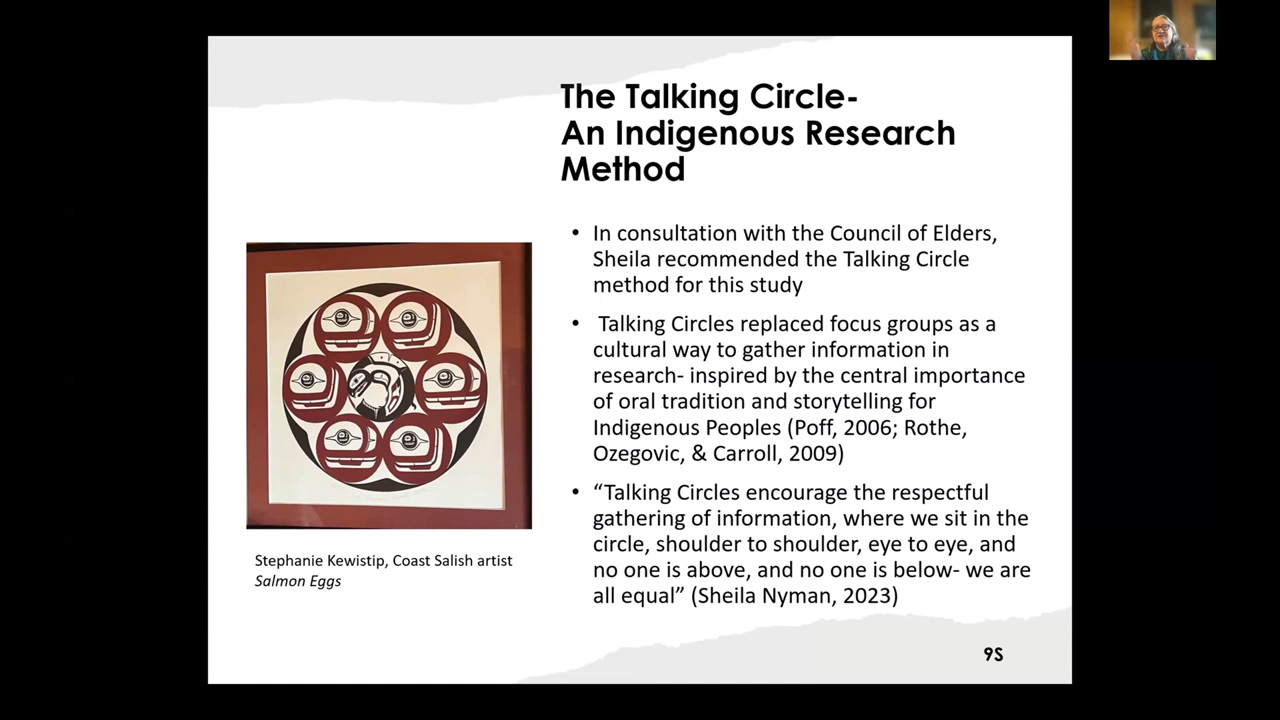 The Talking Circle-
An Indigenous Research
Method
• In consultation with the Council of Elders,
Sheila recommended the Talking Circle
method for this study
• Talking Circles replaced focus groups as a
cultural way to gather information in
research- inspired by the central importance
of oral tradition and storytelling for
Indigenous Peoples (Poff, 2006; Rothe,
Ozegovic, & Carroll, 2009)
• “Talking Circles encourage the respectful
gathering of information, where we sit in the
circle, shoulder to shoulder, eye to eye, and
no one is above, and no one is below- we are
all equal” (Sheila Nyman, 2023)
Stephanie Kewistip, Coast Salish artist
Salmon Eggs
9S